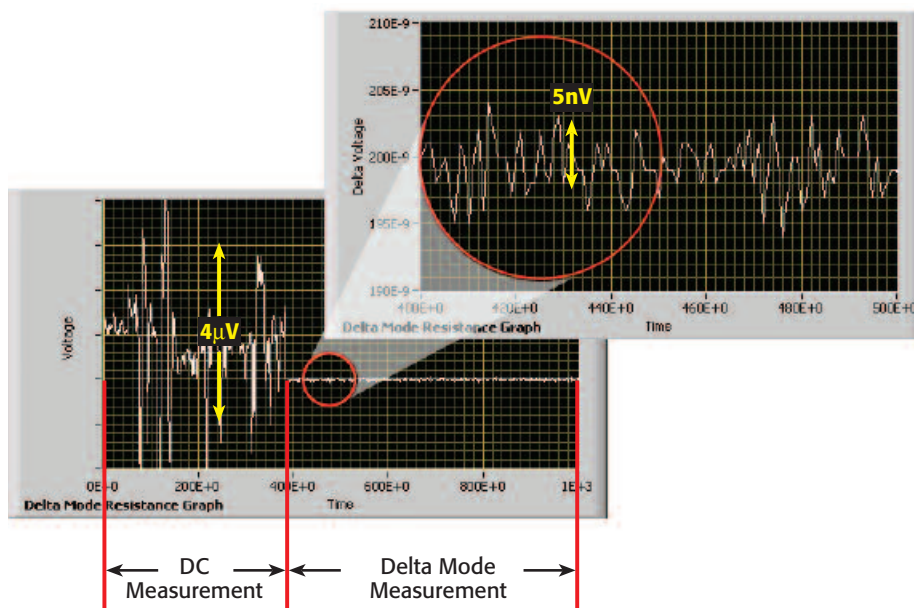 210E-9
205E-9
200E-9
195E-9
190E-9
Delta Voltage
5nV
400E+0
420E+0
440E+0
460E+0
480E+0
500E+0
Delta Mode Resistance Graph
Time
Voltage
4µV
0E+0
200E+0
400E+0
600E+0
800E+0
1E+3
Delta Mode Resistance Graph
Time
DC
Measurement
Delta Mode
Measurement